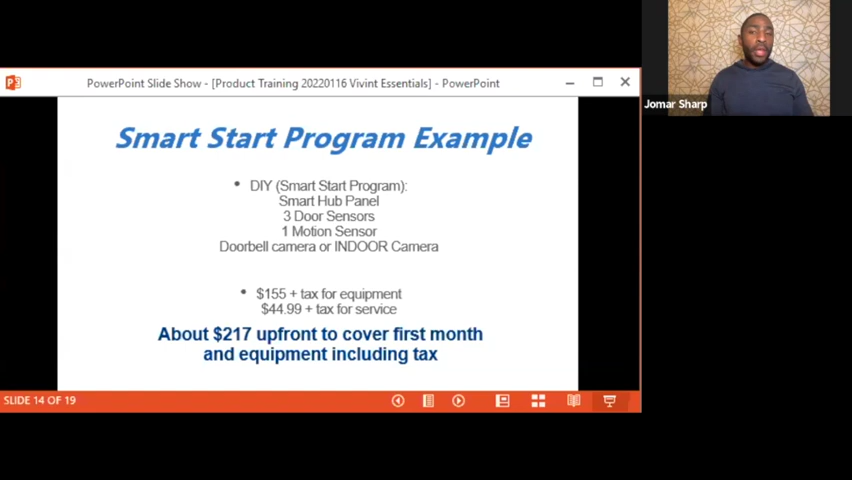 PowerPoint Slide Show - [Product Training 20220116 Vivint Essentials] - PowerPoint
Jomar Sharp
Smart Start Program Example
• DIY (Smart Start Program):
Smart Hub Panel
3 Door Sensors
1 Motion Sensor
Doorbell camera or INDOOR Camera
• $155 + tax for equipment
$44.99 + tax for service
About $217 upfront to cover first month
and equipment including tax
SLIDE 14 OF 19